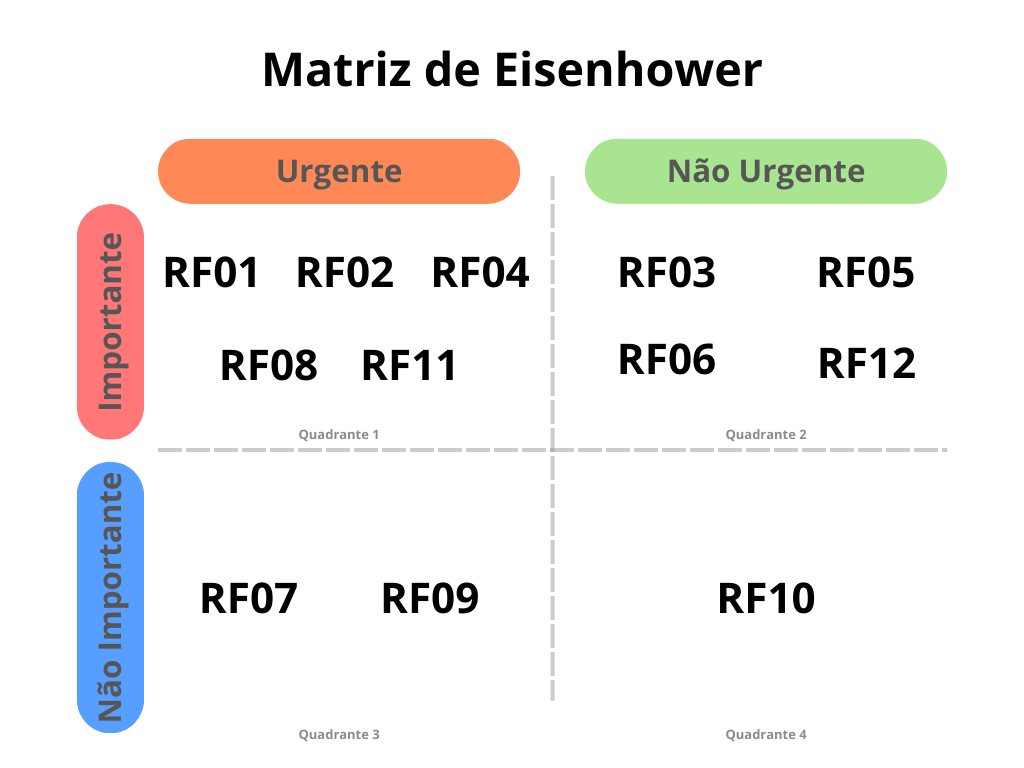 Matriz de Eisenhower
Urgente
Não Urgente
Importante
RF01 RF02 RF04
RF08 RF11
Quadrante 1
RF03 RF05
RF06 RF12
Quadrante 2
Não Importante
RF07 RF09
Quadrante 3
RF10
Quadrante 4